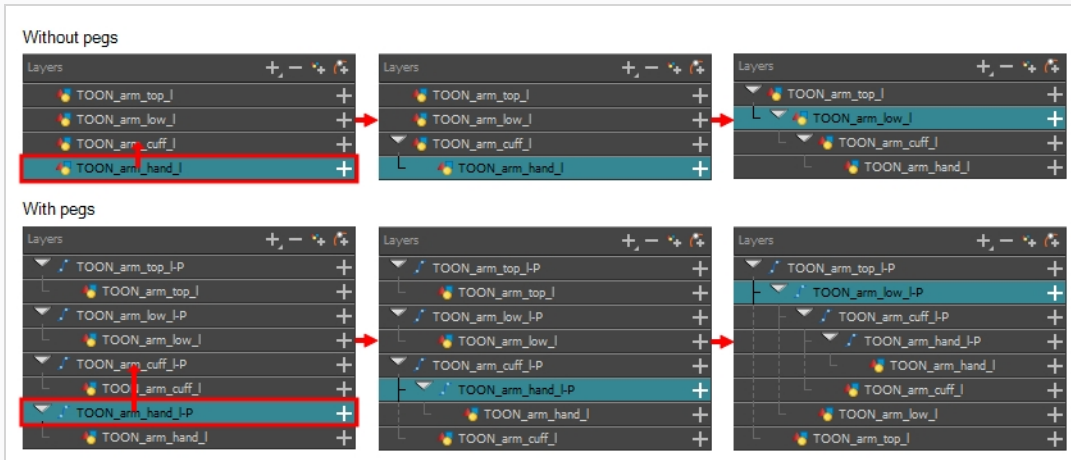 Without pegs
Layers
TOON_arm_top_l
TOON_arm_low_l
TOON_arm_cuff_l
TOON_arm_hand_l
Layers
TOON_arm_top_l
TOON_arm_low_l
TOON_arm_cuff_l
TOON_arm_hand_l
Layers
TOON_arm_top_l
TOON_arm_low_l
TOON_arm_cuff_l
TOON_arm_hand_l
With pegs
Layers
TOON_arm_top_l-P
TOON_arm_top_l
TOON_arm_low_l-P
TOON_arm_low_l
TOON_arm_cuff_l-P
TOON_arm_cuff_l
TOON_arm_hand_l-P
TOON_arm_hand_l
Layers
TOON_arm_top_l-P
TOON_arm_top_l
TOON_arm_low_l-P
TOON_arm_low_l
TOON_arm_cuff_l-P
TOON_arm_hand_l-P
TOON_arm_hand_l
TOON_arm_cuff_l
Layers
TOON_arm_top_l-P
TOON_arm_low_l-P
TOON_arm_cuff_l-P
TOON_arm_hand_l-P
TOON_arm_hand_l
TOON_arm_cuff_l
TOON_arm_low_l
TOON_arm_top_l